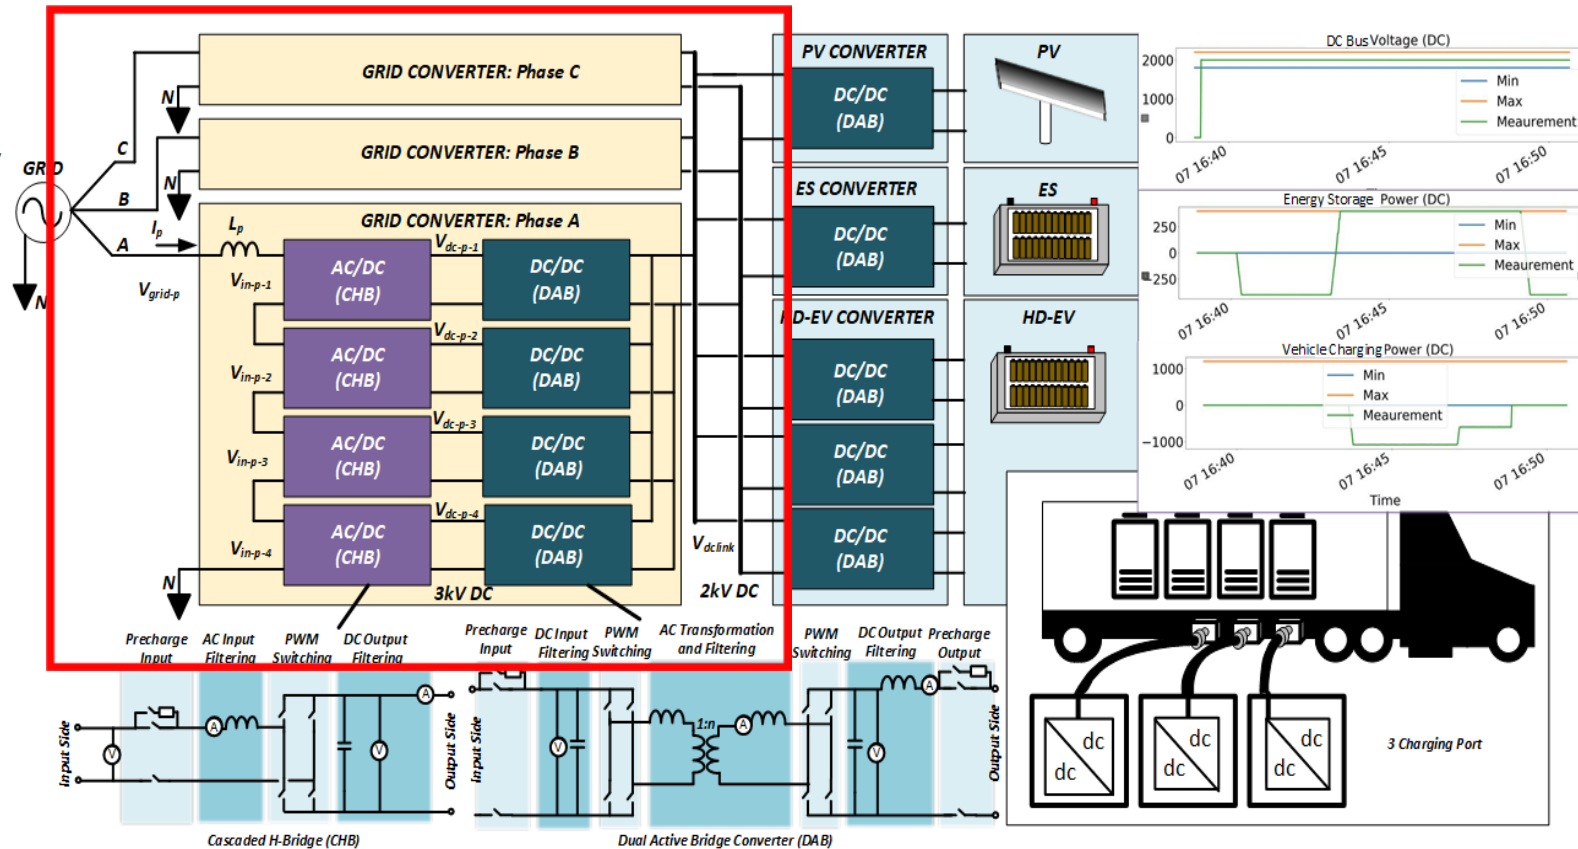 GRID CONVERTER: Phase C
GRID CONVERTER: Phase B
GRID CONVERTER: Phase A
GRID
N
C
B
A
N
N
N
N
Ip
Lp
Vgrid-p
Vin-p-1
Vin-p-2
Vin-p-3
Vin-p-4
AC/DC
(CHB)
AC/DC
(CHB)
AC/DC
(CHB)
AC/DC
(CHB)
Vdc-p-1
Vdc-p-2
Vdc-p-3
Vdc-p-4
DC/DC
(DAB)
DC/DC
(DAB)
DC/DC
(DAB)
DC/DC
(DAB)
3kV DC
Vdclink
2kV DC
PV CONVERTER
DC/DC
(DAB)
ES CONVERTER
DC/DC
(DAB)
HD-EV CONVERTER
DC/DC
(DAB)
DC/DC
(DAB)
DC/DC
(DAB)
PV
ES
HD-EV
DC Bus Voltage (DC)
2000
1000
0
Min
Max
Meaurement
07 16:40
07 16:45
07 16:50
Energy Storage Power (DC)
250
0
−250
Min
Max
Meaurement
07 16:40
07 16:45
07 16:50
Vehicle Charging Power (DC)
1000
0
−1000
Min
Max
Meaurement
07 16:40
07 16:45
07 16:50
Time
Precharge
Input
AC Input
Filtering
PWM
Switching
DC Output
Filtering
Input Side
V
A
V
A
Output Side
Cascaded H-Bridge (CHB)
Precharge
Input
DC Input
Filtering
PWM
Switching
AC Transformation
and Filtering
PWM
Switching
DC Output
Filtering
Precharge
Output
Input Side
V
1:n
A
V
A
Output Side
Dual Active Bridge Converter (DAB)
dc
dc
dc
dc
dc
dc
3 Charging Port